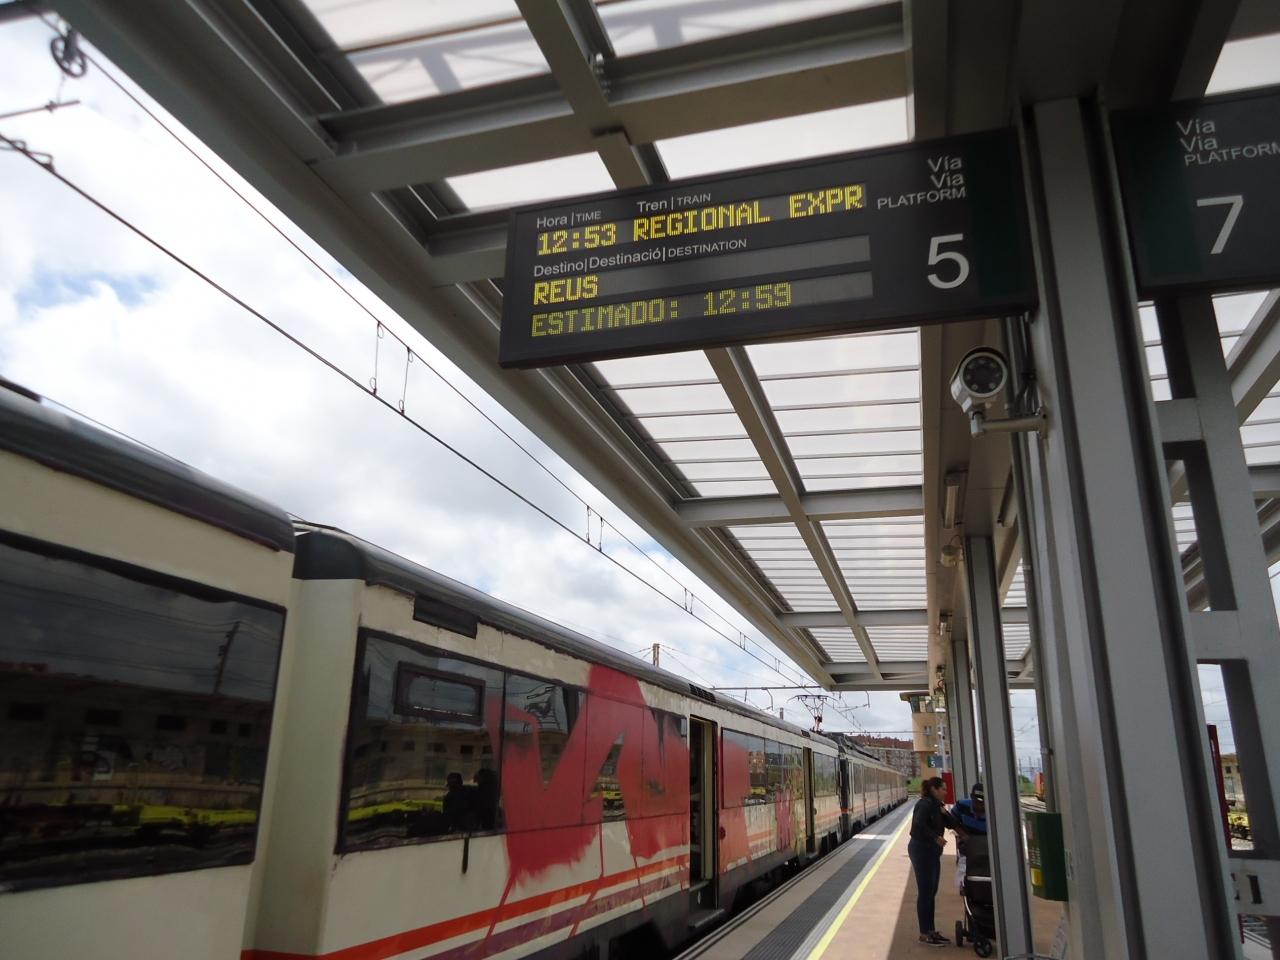 Hora|TIME Tren|TRAIN
12:53 REGIONAL EXPR
Destino|Destinació|DESTINATION
REUS
ESTIMADO: 12:59
Vía
Via
PLATFORM
5
Vía
Via
PLATFORM
7